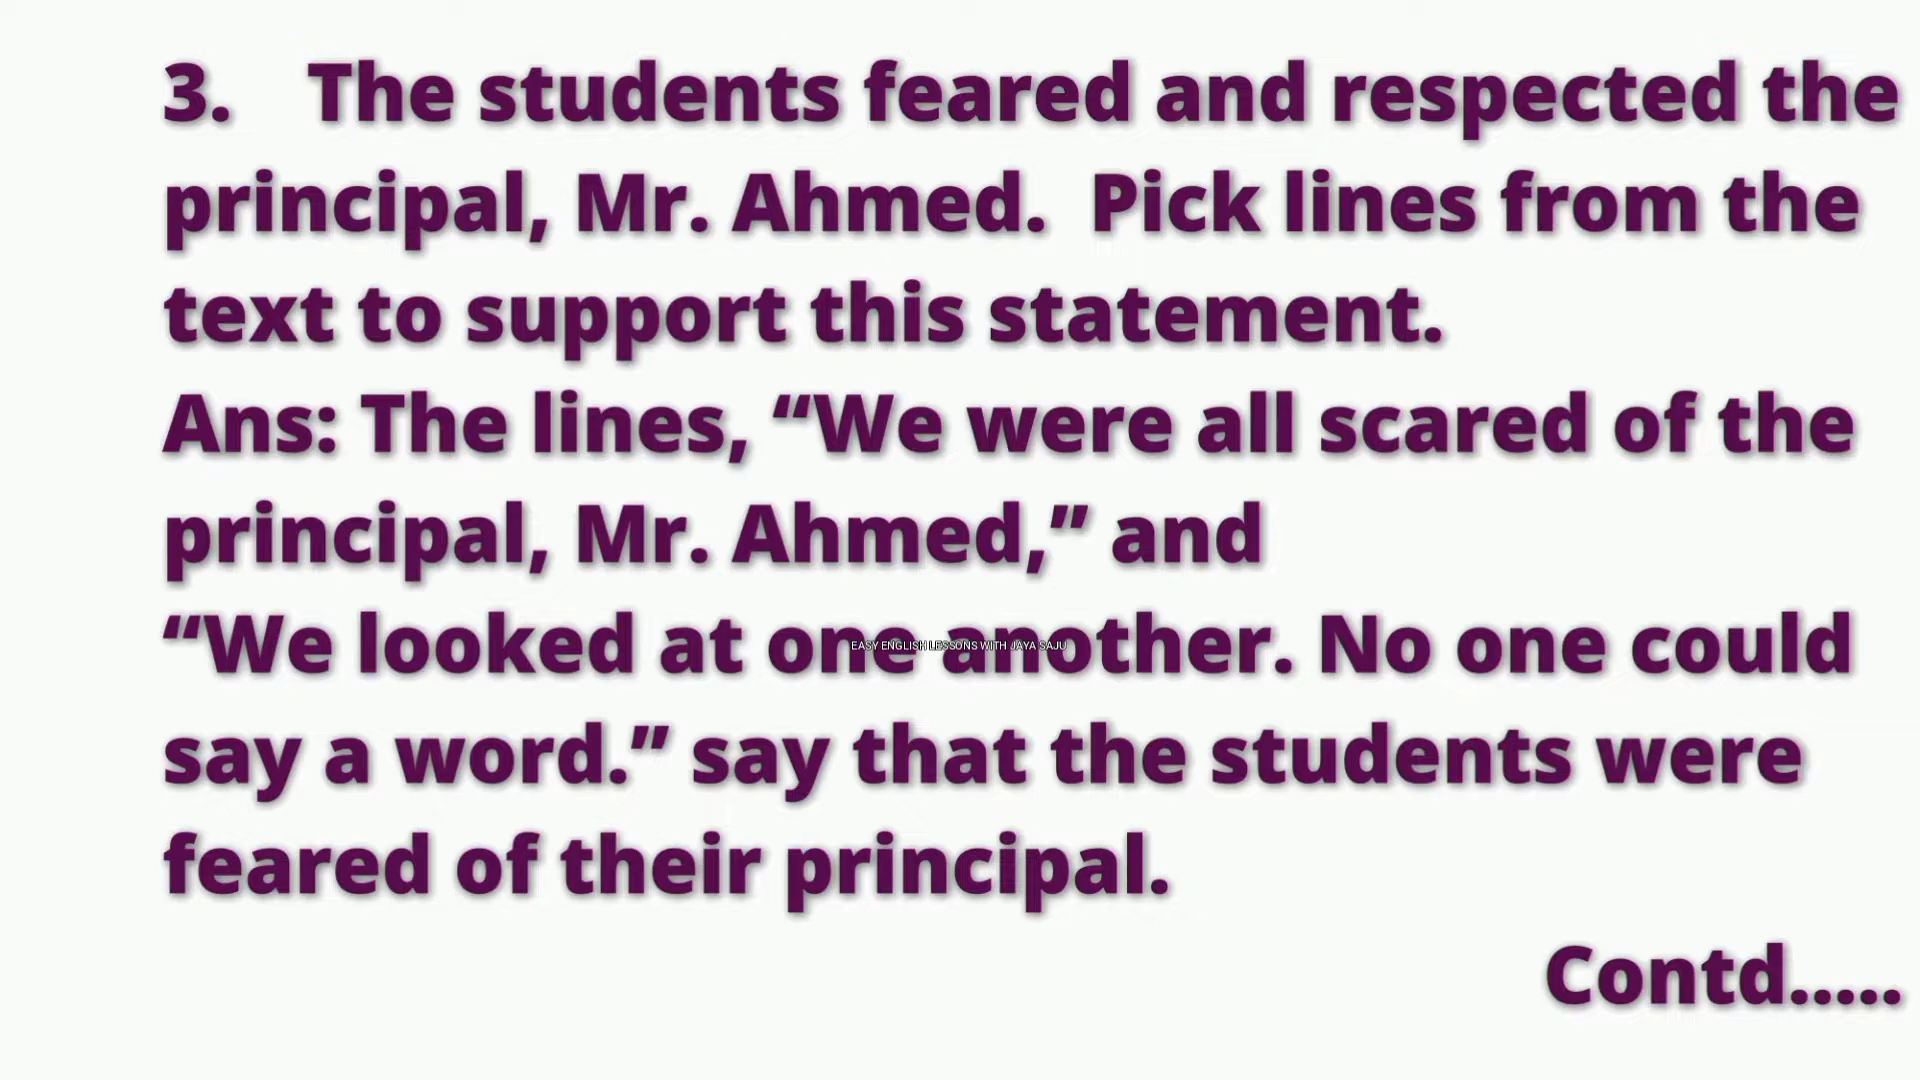 3. The students feared and respected the
principal, Mr. Ahmed. Pick lines from the
text to support this statement.
Ans: The lines, “We were all scared of the
principal, Mr. Ahmed,” and
“We looked at one another. No one could
EASY ENGLISH LESSONS WITH JAYA SAJU
say a word.” say that the students were
feared of their principal.
Contd.....